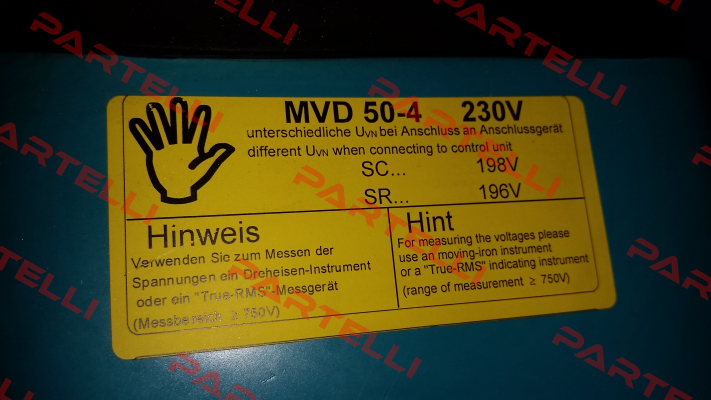 MVD 50-4 230V
unterschiedliche UVN bei Anschluss an Anschlussgerät
different UVN when connecting to control unit
SC... 198V
SR... 196V
Hinweis
Verwenden Sie zum Messen der
Spannungen ein Dreheisen-Instrument
oder ein "True-RMS"-Messgerät
(Messbereich ≥ 750V)
Hint
For measuring the voltages please
use an moving-iron instrument
or a "True-RMS" indicating instrument
(range of measurement ≥ 750V)
PARTELLI
PARTELLI
PARTELLI
PARTELLI
PARTELLI
PARTELLI
PARTELLI
PARTELLI
PARTELLI